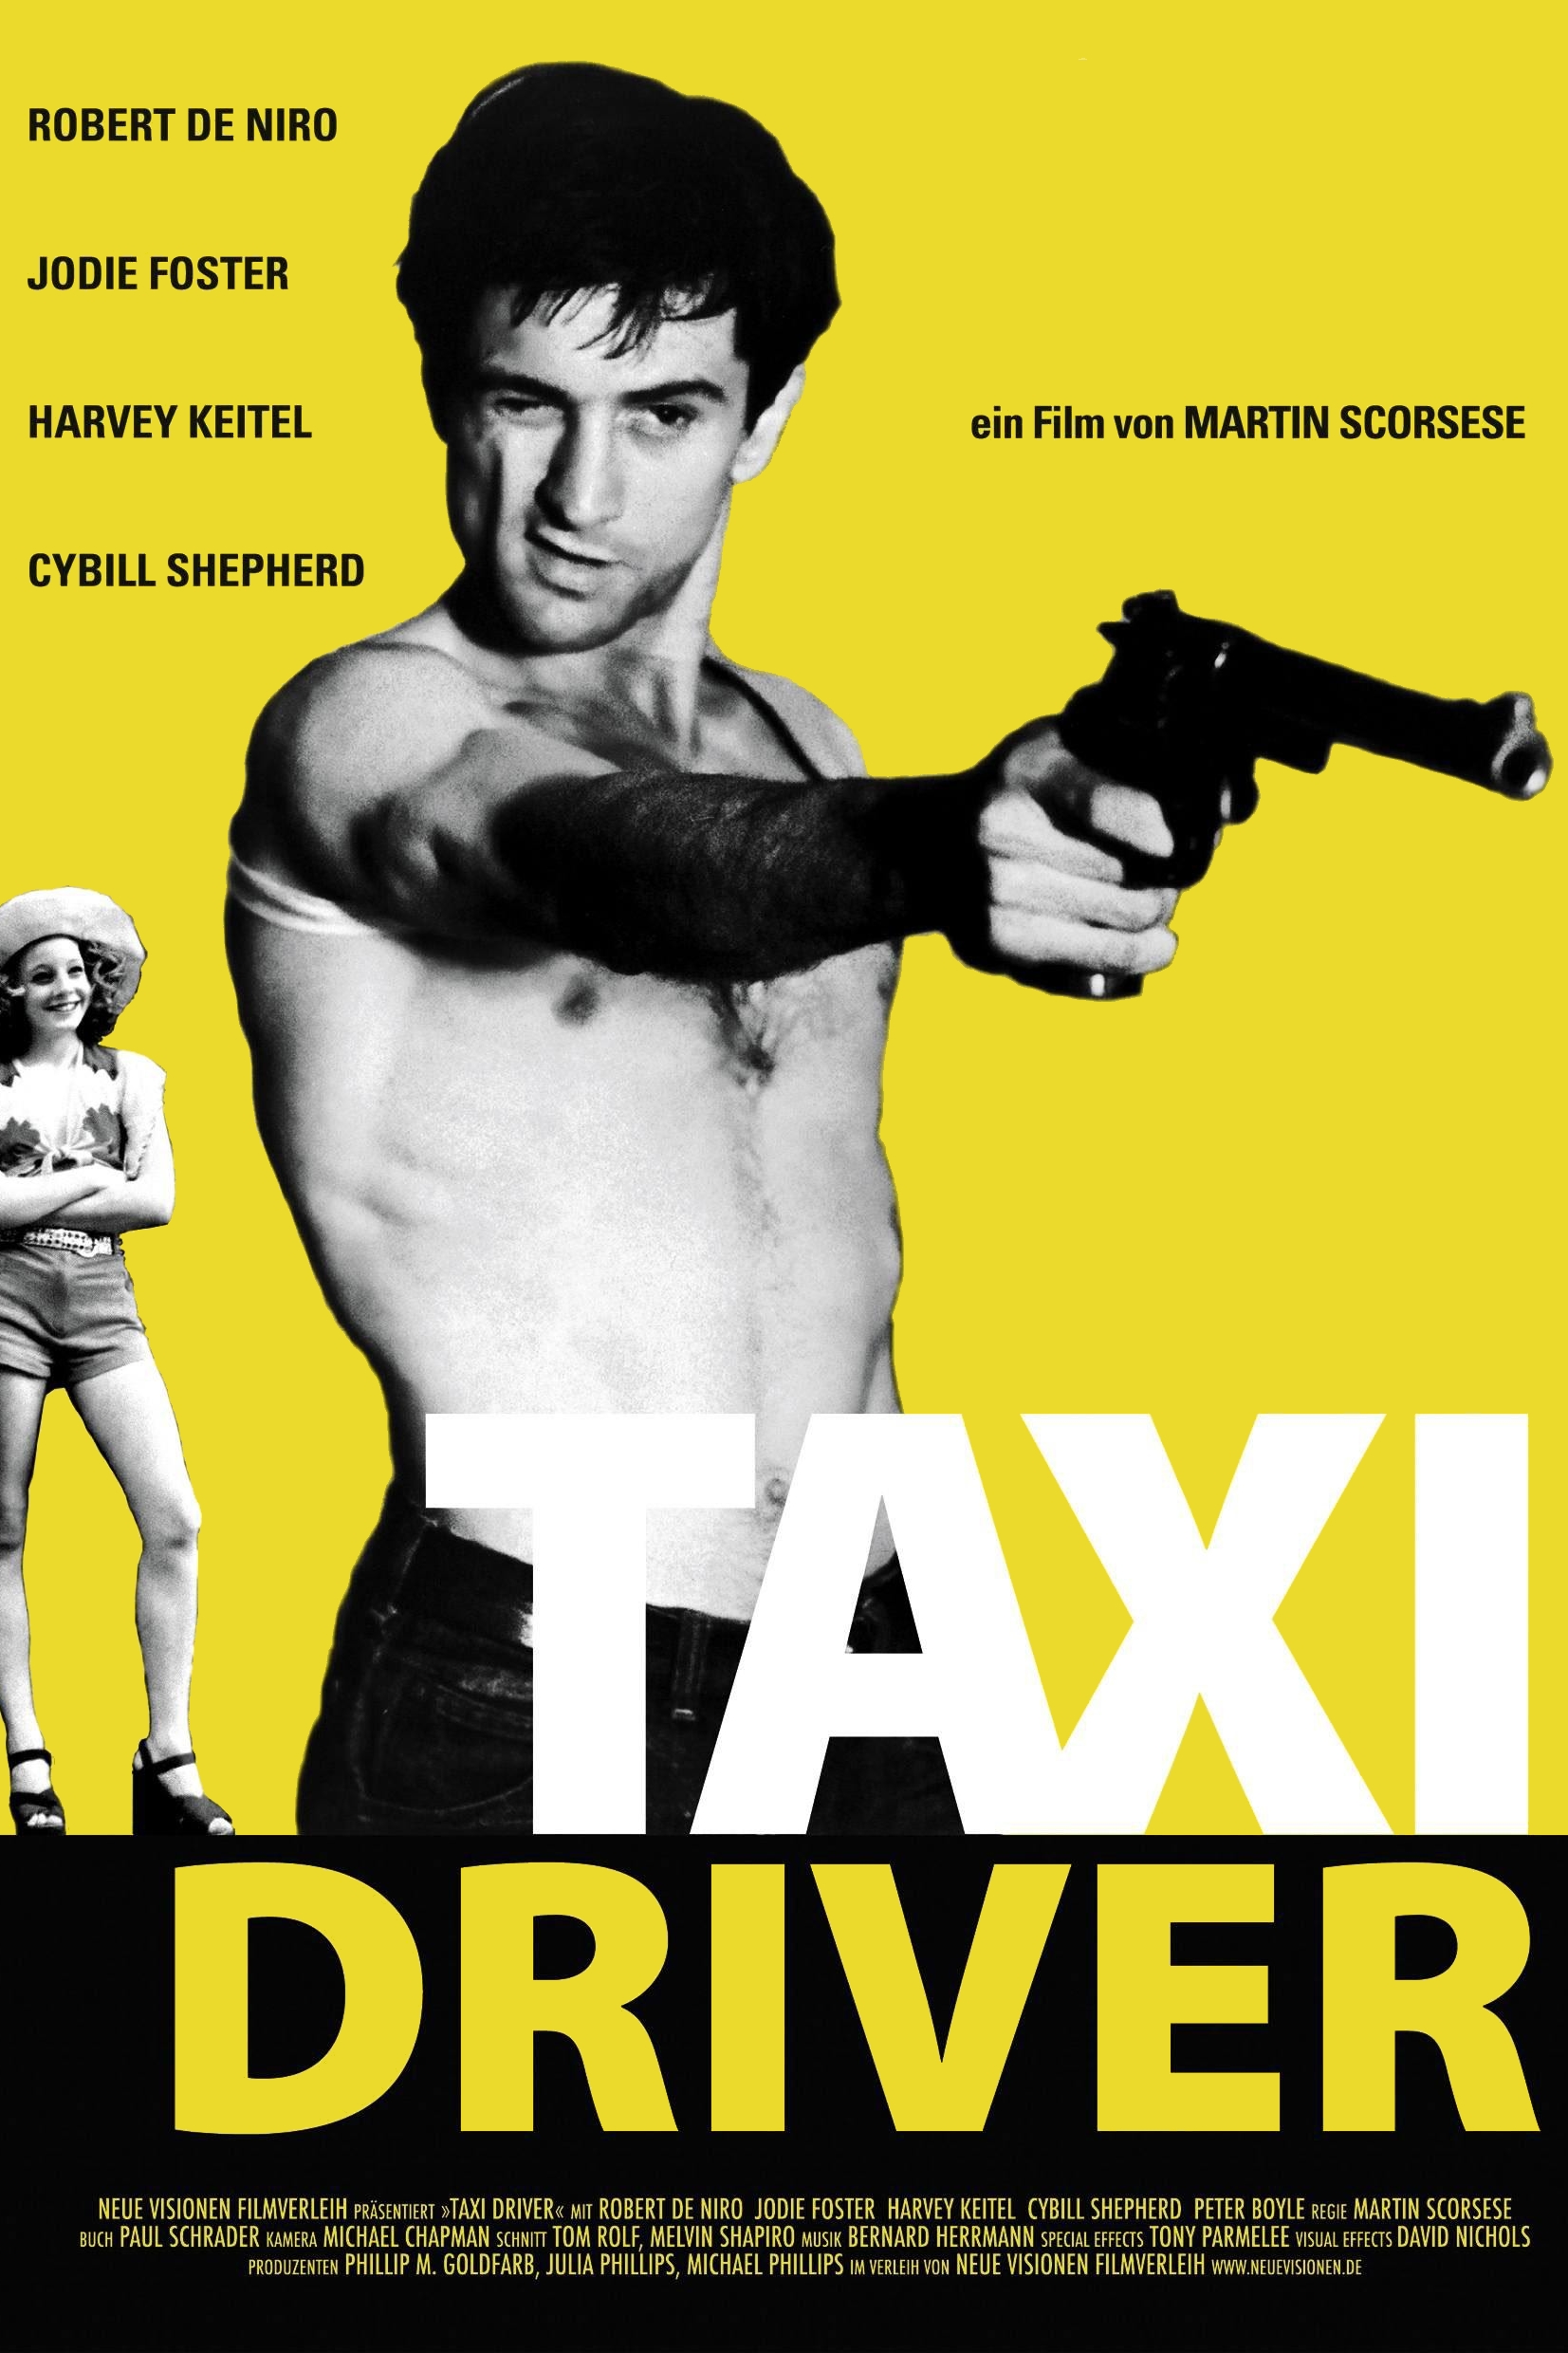 ROBERT DE NIRO
JODIE FOSTER
HARVEY KEITEL
ein Film von MARTIN SCORSESE
CYBILL SHEPHERD
TAXI
DRIVER
NEUE VISIONEN FILMVERLEIH PRÄSENTIERT »TAXI DRIVER« MIT ROBERT DE NIRO JODIE FOSTER HARVEY KEITEL CYBILL SHEPHERD PETER BOYLE REGIE MARTIN SCORSESE
BUCH PAUL SCHRADER KAMERA MICHAEL CHAPMAN SCHNITT TOM ROLF, MELVIN SHAPIRO MUSIK BERNARD HERRMANN SPECIAL EFFECTS TONY PARMELEE VISUAL EFFECTS DAVID NICHOLS
PRODUZENTEN PHILLIP M. GOLDFARB, JULIA PHILLIPS, MICHAEL PHILLIPS IM VERLEIH VON NEUE VISIONEN FILMVERLEIH WWW.NEUEVISIONEN.DE